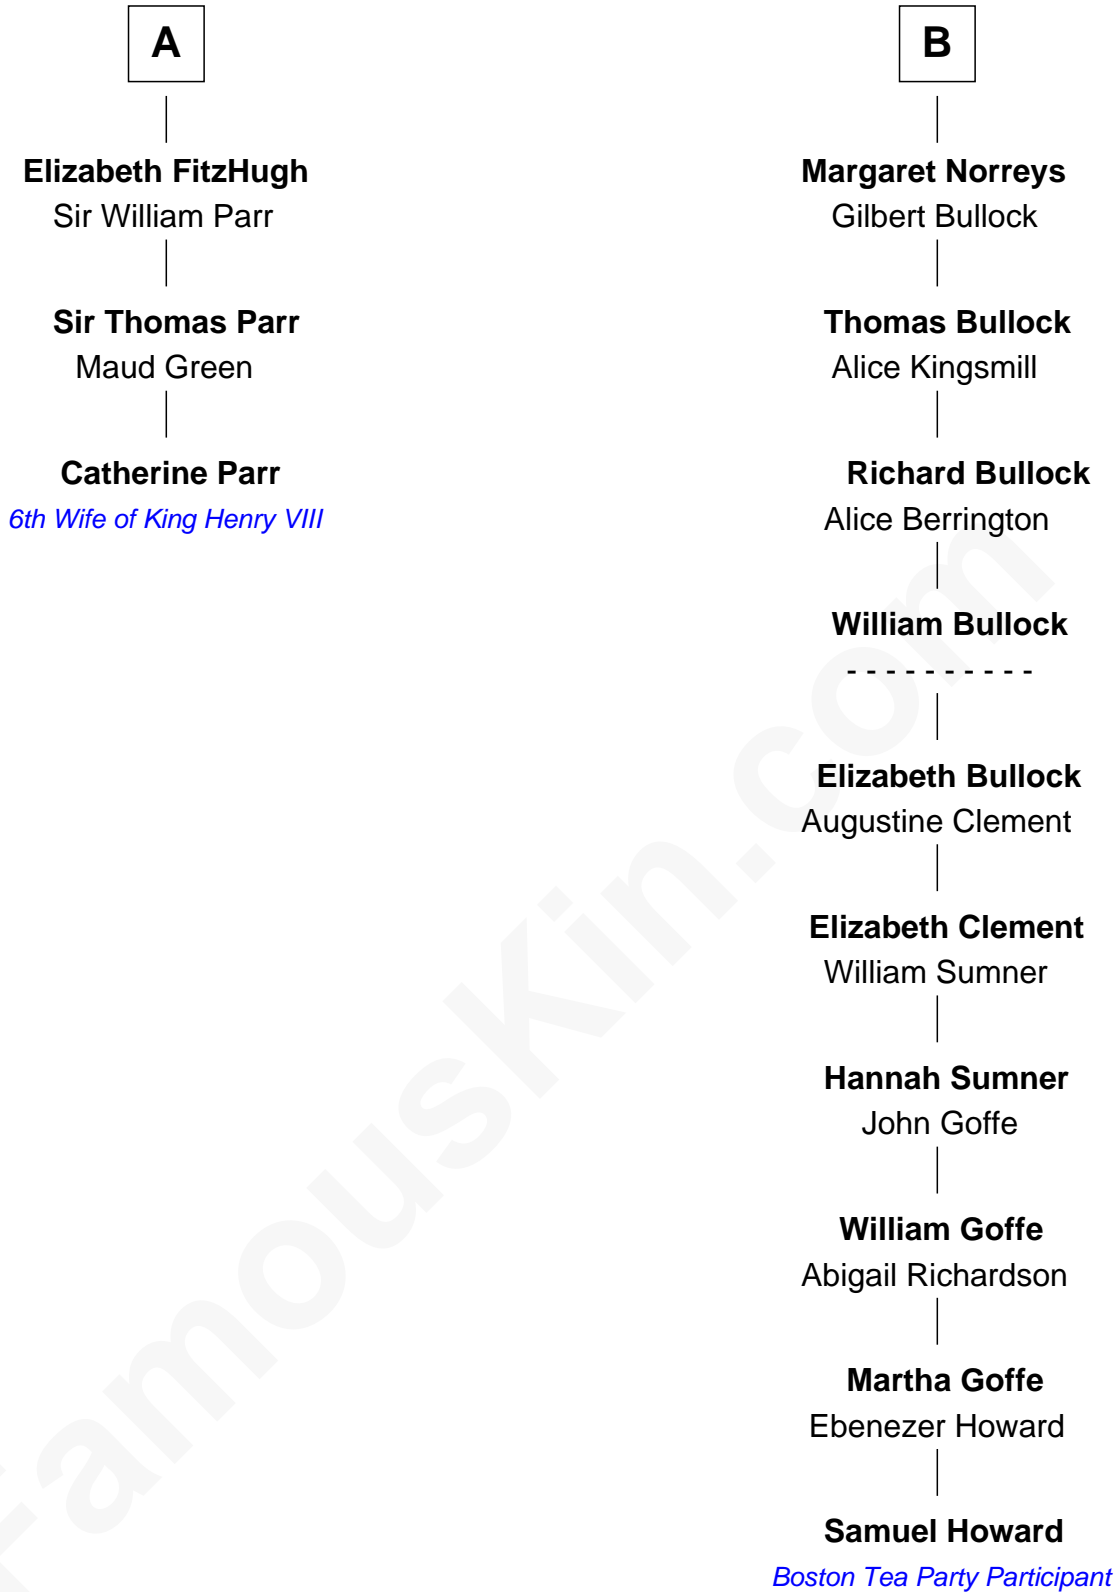 A
Elizabeth FitzHugh
Sir William Parr
Sir Thomas Parr
Maud Green
Catherine Parr
6th Wife of King Henry VIII
B
Margaret Norreys
Gilbert Bullock
Thomas Bullock
Alice Kingsmill
Richard Bullock
Alice Berrington
William Bullock
- - - - - - - - - -
Elizabeth Bullock
Augustine Clement
Elizabeth Clement
William Sumner
Hannah Sumner
John Goffe
William Goffe
Abigail Richardson
Martha Goffe
Ebenezer Howard
Samuel Howard
Boston Tea Party Participant
FamousKin.com